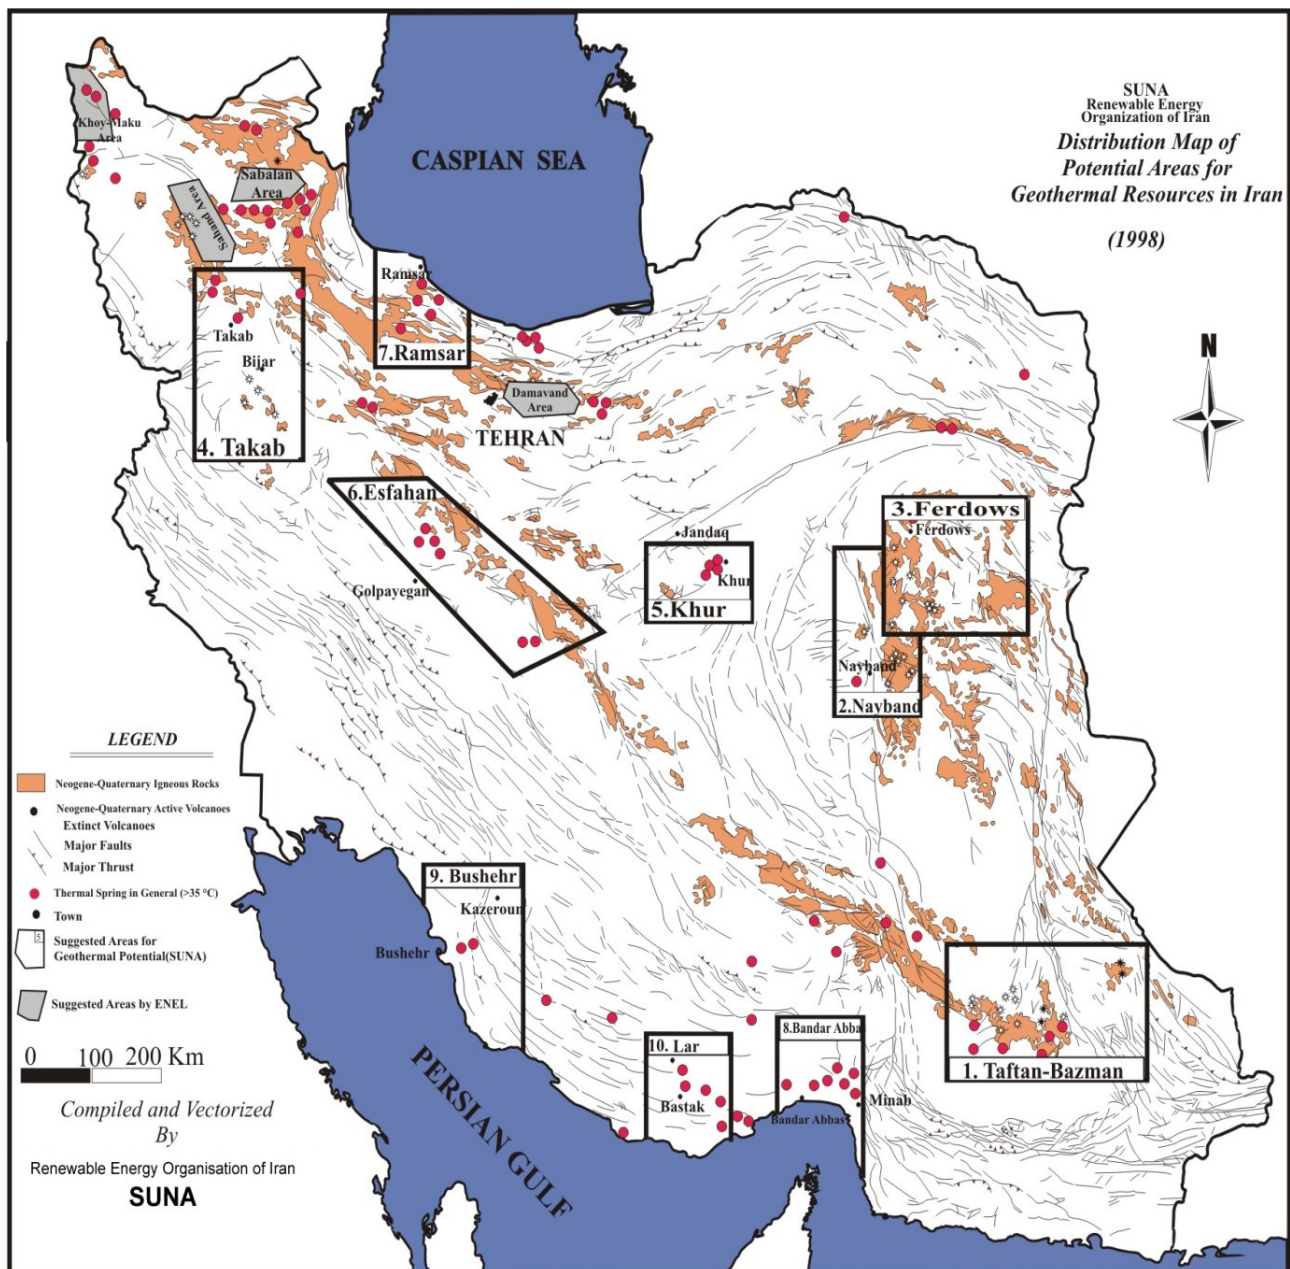 SUNA
Renewable Energy
Organization of Iran
Distribution Map of
Potential Areas for
Geothermal Resources in Iran
(1998)
CASPIAN SEA
Khoy-Maku
Area
Sabalan
Area
Sahand Area
Ramsar
7.Ramsar
Takab
Bijar
4. Takab
Damavand
Area
TEHRAN
N
6.Esfahan
Golpayegan
Jandaq
Khur
5.Khur
3.Ferdows
Ferdows
Nayband
2.Nayband
LEGEND
Neogene-Quaternary Igneous Rocks
Neogene-Quaternary Active Volcanoes
Extinct Volcanoes
Major Faults
Major Thrust
Thermal Spring in General (>35 °C)
Town
5
Suggested Areas for
Geothermal Potential(SUNA)
Suggested Areas by ENEL
0 100 200 Km
Compiled and Vectorized
By
Renewable Energy Organisation of Iran
SUNA
9. Bushehr
Kazeroun
Bushehr
PERSIAN GULF
10. Lar
Bastak
8.Bandar Abbas
Bandar Abbas
Minab
1. Taftan-Bazman